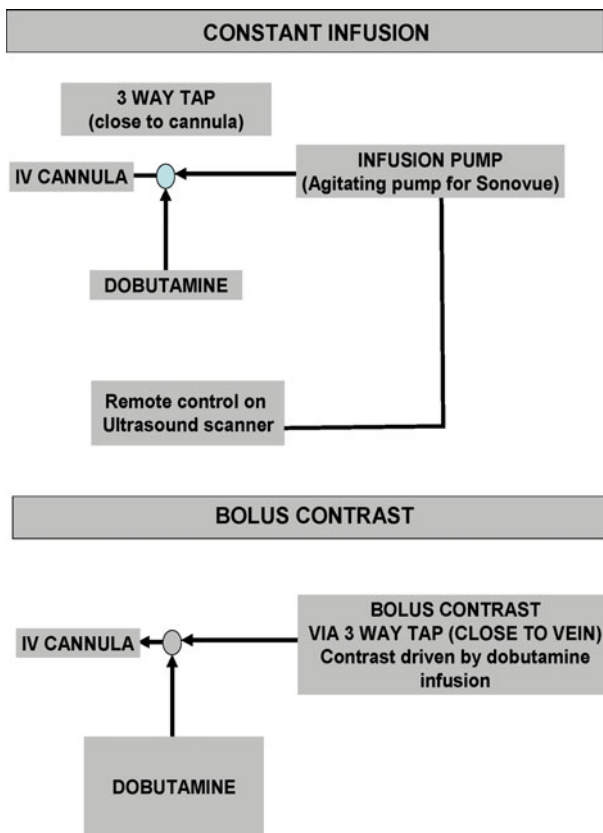 CONSTANT INFUSION
3 WAY TAP
(close to cannula)
IV CANNULA
INFUSION PUMP
(Agitating pump for Sonovue)
DOBUTAMINE
Remote control on
Ultrasound scanner
BOLUS CONTRAST
IV CANNULA
BOLUS CONTRAST
VIA 3 WAY TAP (CLOSE TO VEIN)
Contrast driven by dobutamine
infusion
DOBUTAMINE